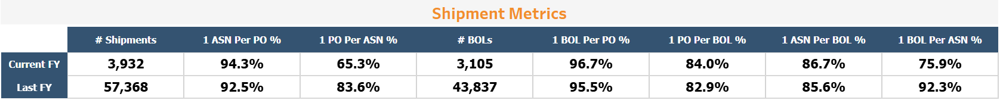 Shipment Metrics
# Shipments 1 ASN Per PO % 1 PO Per ASN % # BOLs 1 BOL Per PO % 1 PO Per BOL % 1 ASN Per BOL % 1 BOL Per ASN %
Current FY 3,932 94.3% 65.3% 3,105 96.7% 84.0% 86.7% 75.9%
Last FY 57,368 92.5% 83.6% 43,837 95.5% 82.9% 85.6% 92.3%